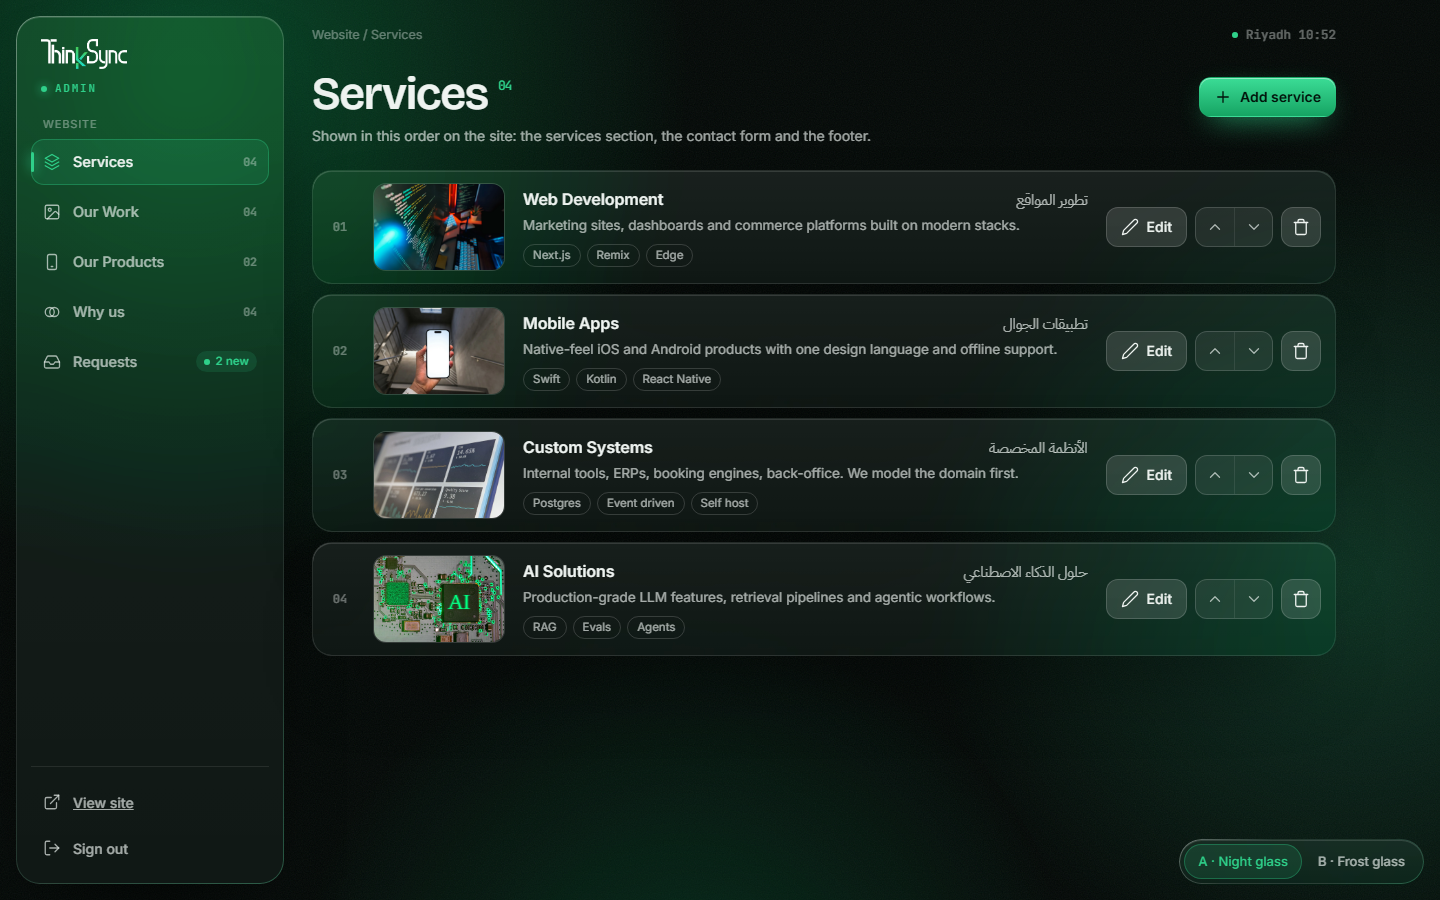 ThinkSync
ADMIN
WEBSITE
Services 04
Our Work 04
Our Products 02
Why us 04
Requests 2 new
View site
Sign out
Website / Services
Riyadh 10:52
Services 04
Add service
Shown in this order on the site: the services section, the contact form and the footer.
01
Web Development
تطوير المواقع
Marketing sites, dashboards and commerce platforms built on modern stacks.
Next.js Remix Edge
Edit
02
Mobile Apps
تطبيقات الجوال
Native-feel iOS and Android products with one design language and offline support.
Swift Kotlin React Native
Edit
03
Custom Systems
الأنظمة المخصصة
Internal tools, ERPs, booking engines, back-office. We model the domain first.
Postgres Event driven Self host
Edit
04
AI
AI Solutions
حلول الذكاء الاصطناعي
Production-grade LLM features, retrieval pipelines and agentic workflows.
RAG Evals Agents
Edit
A · Night glass B · Frost glass